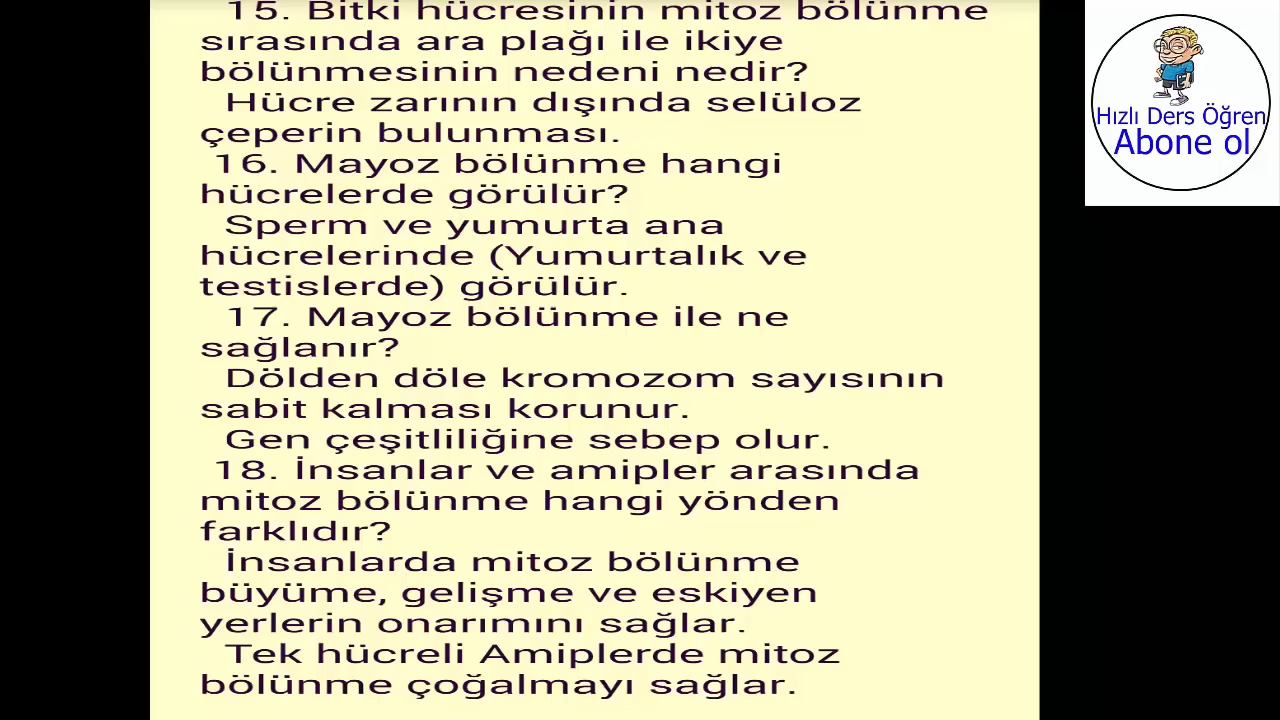 15. Bitki hücresinin mitoz bölünme
sırasında ara plağı ile ikiye
bölünmesinin nedeni nedir?
Hücre zarının dışında selüloz
çeperin bulunması.
16. Mayoz bölünme hangi
hücrelerde görülür?
Sperm ve yumurta ana
hücrelerinde (Yumurtalık ve
testislerde) görülür.
17. Mayoz bölünme ile ne
sağlanır?
Dölden döle kromozom sayısının
sabit kalması korunur.
Gen çeşitliliğine sebep olur.
18. İnsanlar ve amipler arasında
mitoz bölünme hangi yönden
farklıdır?
İnsanlarda mitoz bölünme
büyüme, gelişme ve eskiyen
yerlerin onarımını sağlar.
Tek hücreli Amiplerde mitoz
bölünme çoğalmayı sağlar.
Hızlı Ders Öğren
Abone ol